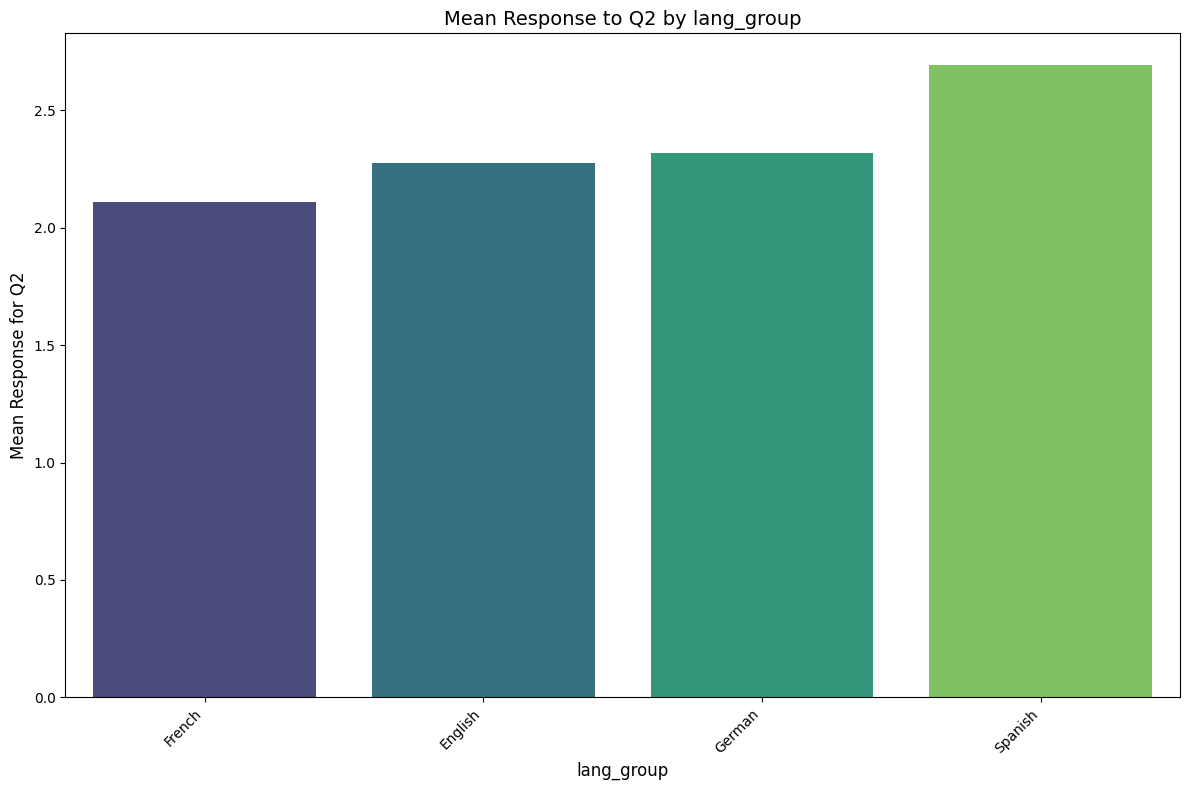 Mean Response to Q2 by lang_group
Mean Response for Q2
2.5
2.0
1.5
1.0
0.5
0.0
French
English
German
Spanish
lang_group